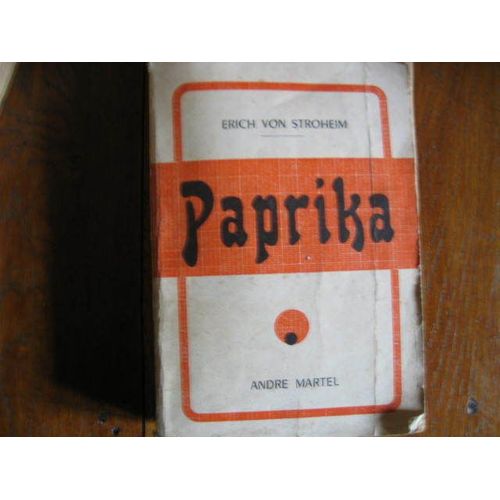 ERICH VON STROHEIM
Paprika
ANDRE MARTEL